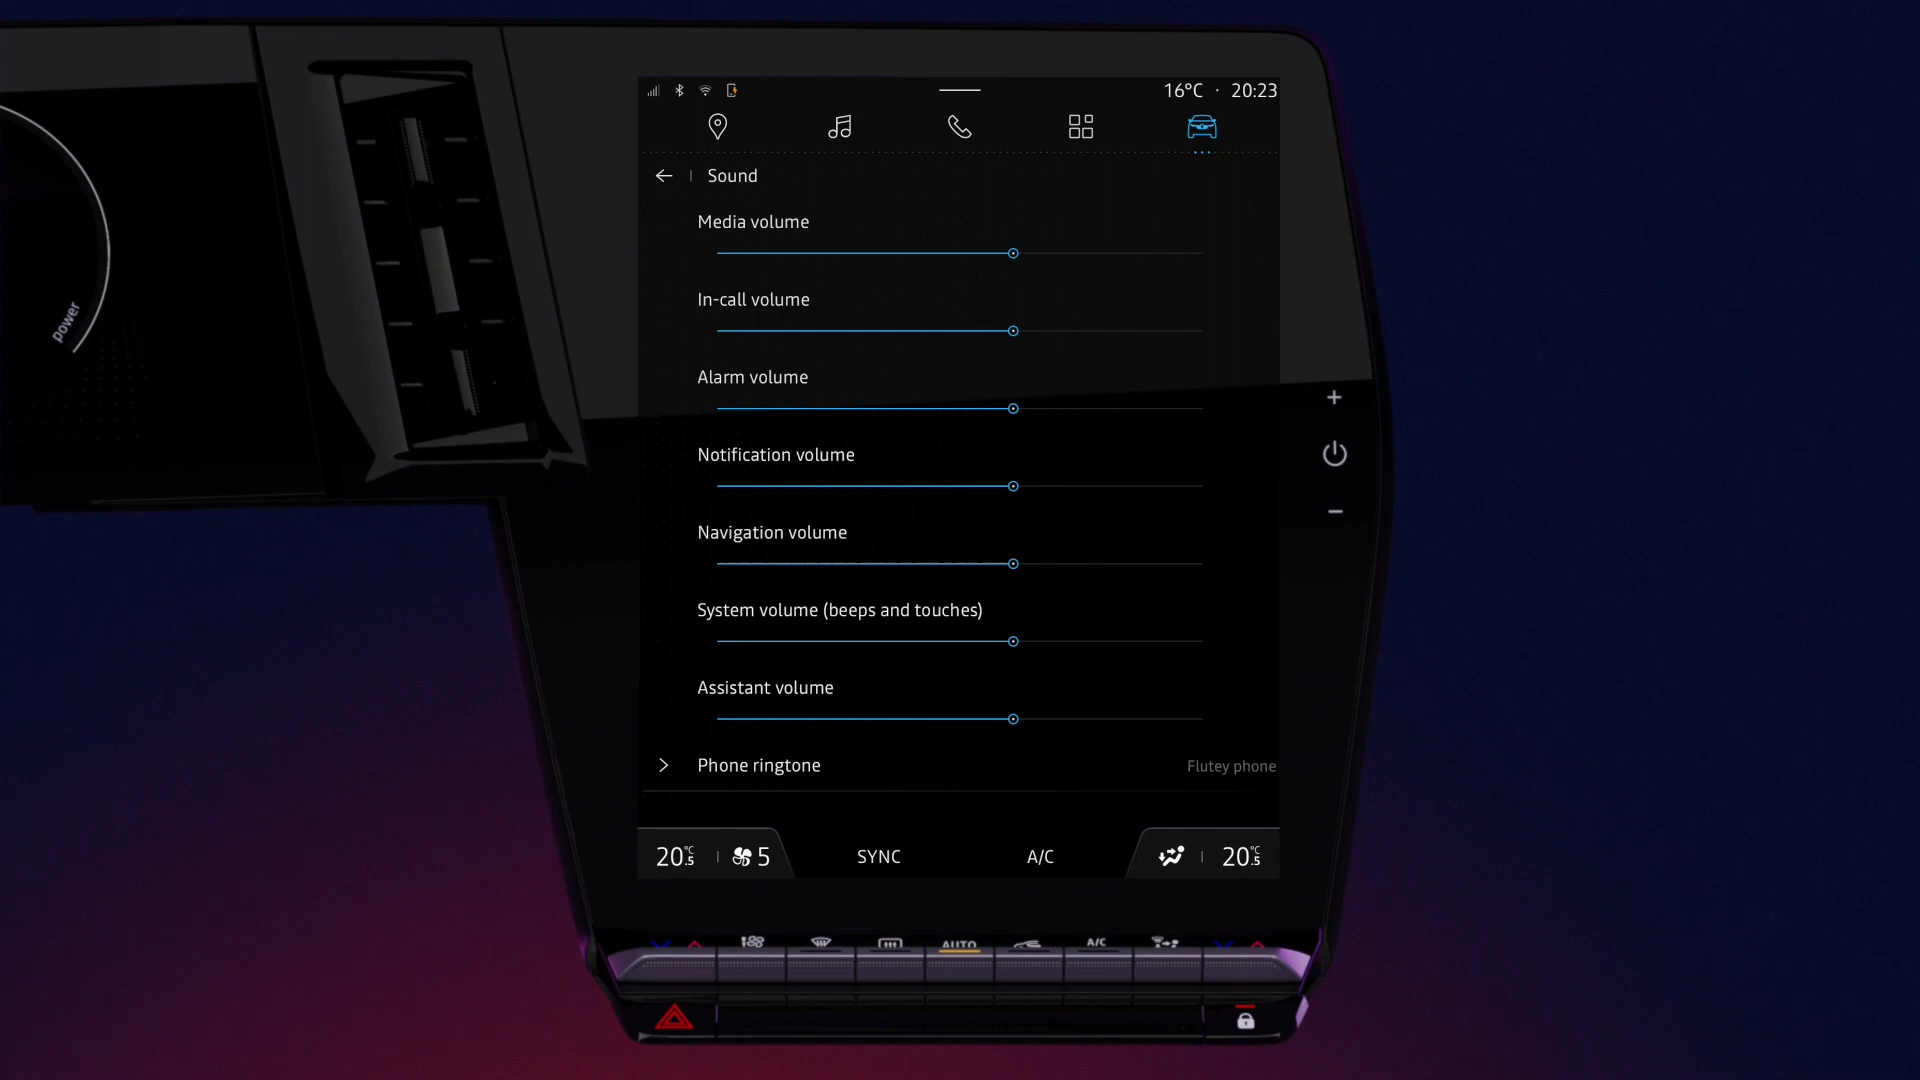 16°C · 20:23
Sound
Media volume
In-call volume
Alarm volume
Notification volume
Navigation volume
System volume (beeps and touches)
Assistant volume
Phone ringtone
Flutey phone
20°C.5
5
SYNC
A/C
20°C.5
power
AUTO
A/C